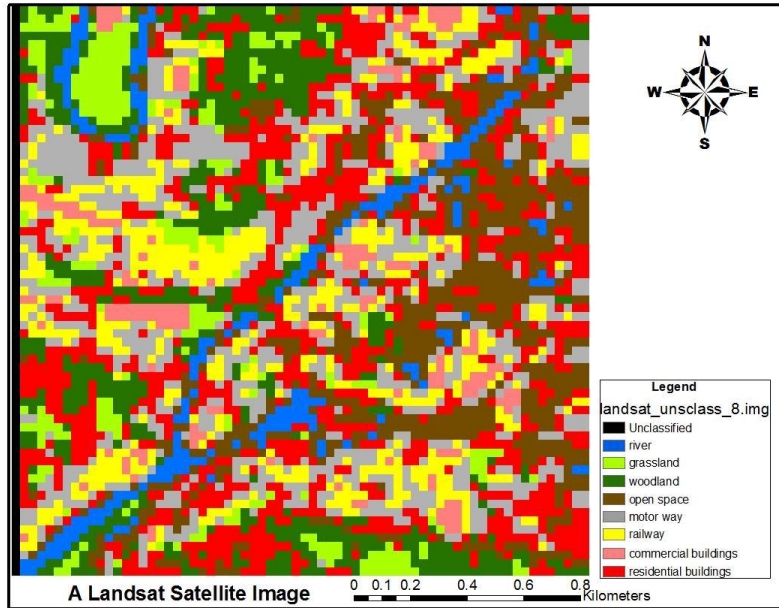 N
W E
S
Legend
landsat_unsclass_8.img
Unclassified
river
grassland
woodland
open space
motor way
railway
commercial buildings
residential buildings
A Landsat Satellite Image
0 0.1 0.2 0.4 0.6 0.8
Kilometers